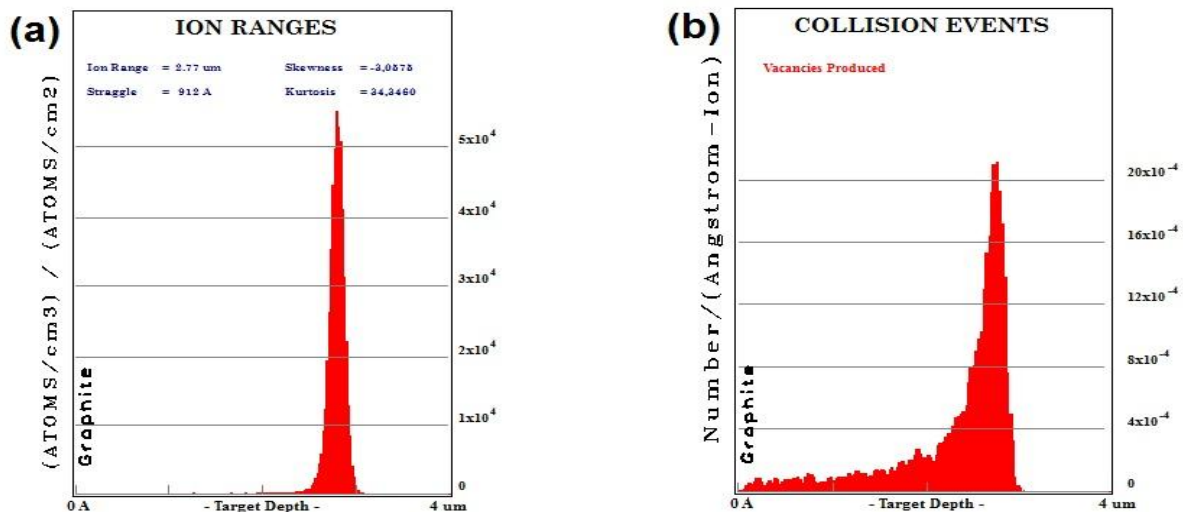 (a)
ION RANGES
Ion Range = 2.77 um Skewness = -3.0575
Straggle = 912 A Kurtosis = 34.3460
(ATOMS/cm3) / (ATOMS/cm2)
5x10⁴
4x10⁴
3x10⁴
2x10⁴
1x10⁴
0
Graphite
0 A - Target Depth - 4 um
(b)
COLLISION EVENTS
Vacancies Produced
Number/(Angstrom-Ion)
20x10⁻⁴
16x10⁻⁴
12x10⁻⁴
8x10⁻⁴
4x10⁻⁴
0
Graphite
0 A - Target Depth - 4 um